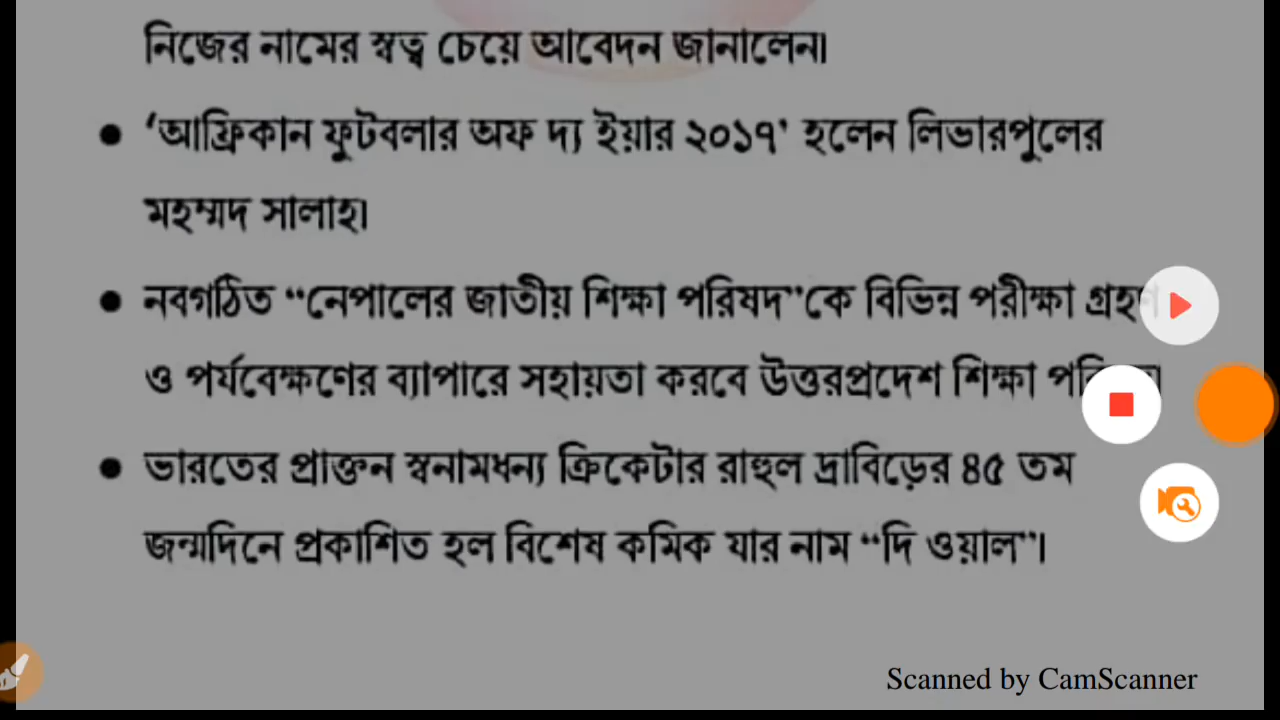 নিজের নামের স্বত্ব চেয়ে আবেদন জানালেন।
● ‘আফ্রিকান ফুটবলার অফ দ্য ইয়ার ২০১৭’ হলেন লিভারপুলের
মহম্মদ সালাহ।
● নবগঠিত “নেপালের জাতীয় শিক্ষা পরিষদ”কে বিভিন্ন পরীক্ষা গ্রহণ
ও পর্যবেক্ষণের ব্যাপারে সহায়তা করবে উত্তরপ্রদেশ শিক্ষা
● ভারতের প্রাক্তন স্বনামধন্য ক্রিকেটার রাহুল দ্রাবিড়ের ৪৫ তম
জন্মদিনে প্রকাশিত হল বিশেষ কমিক যার নাম “দি ওয়াল”।
Scanned by CamScanner